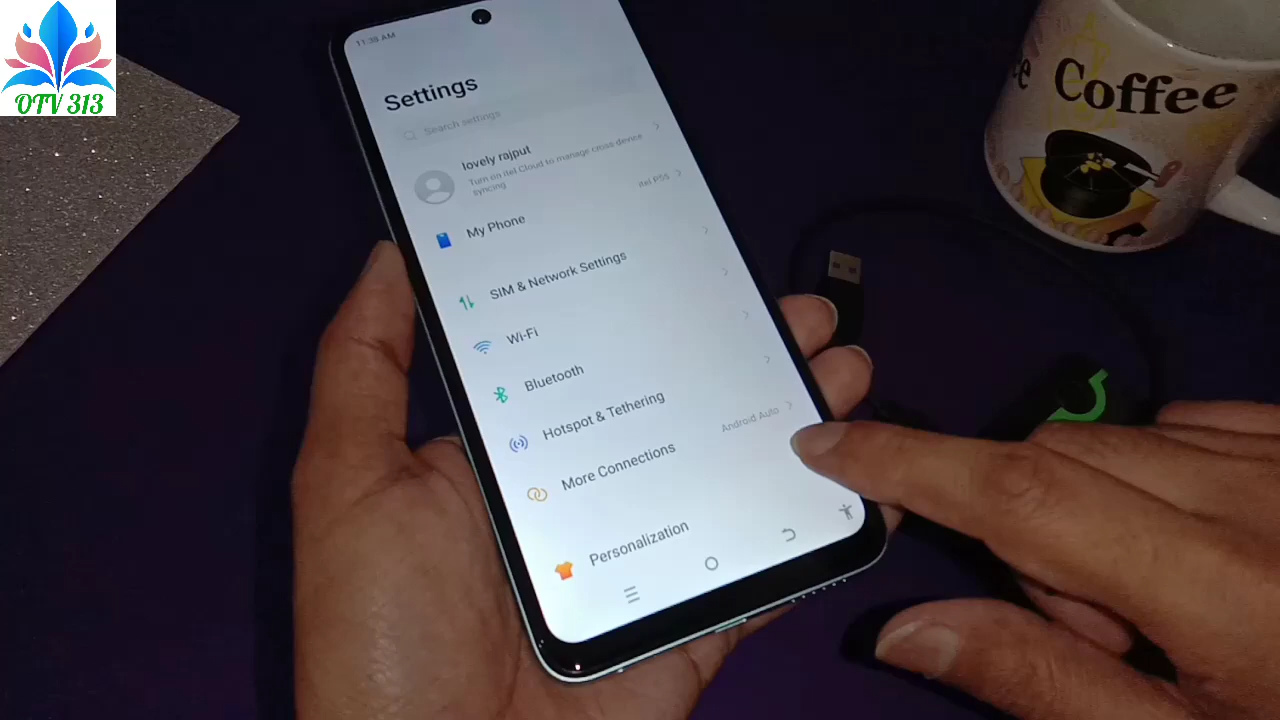 OTV 313
11:38 AM
Settings
Search settings
lovely rajput
Turn on itel Cloud to manage cross device
syncing
My Phone
itel P55
SIM & Network Settings
Wi-Fi
Bluetooth
Hotspot & Tethering
More Connections
Android Auto
Personalization
Coffee